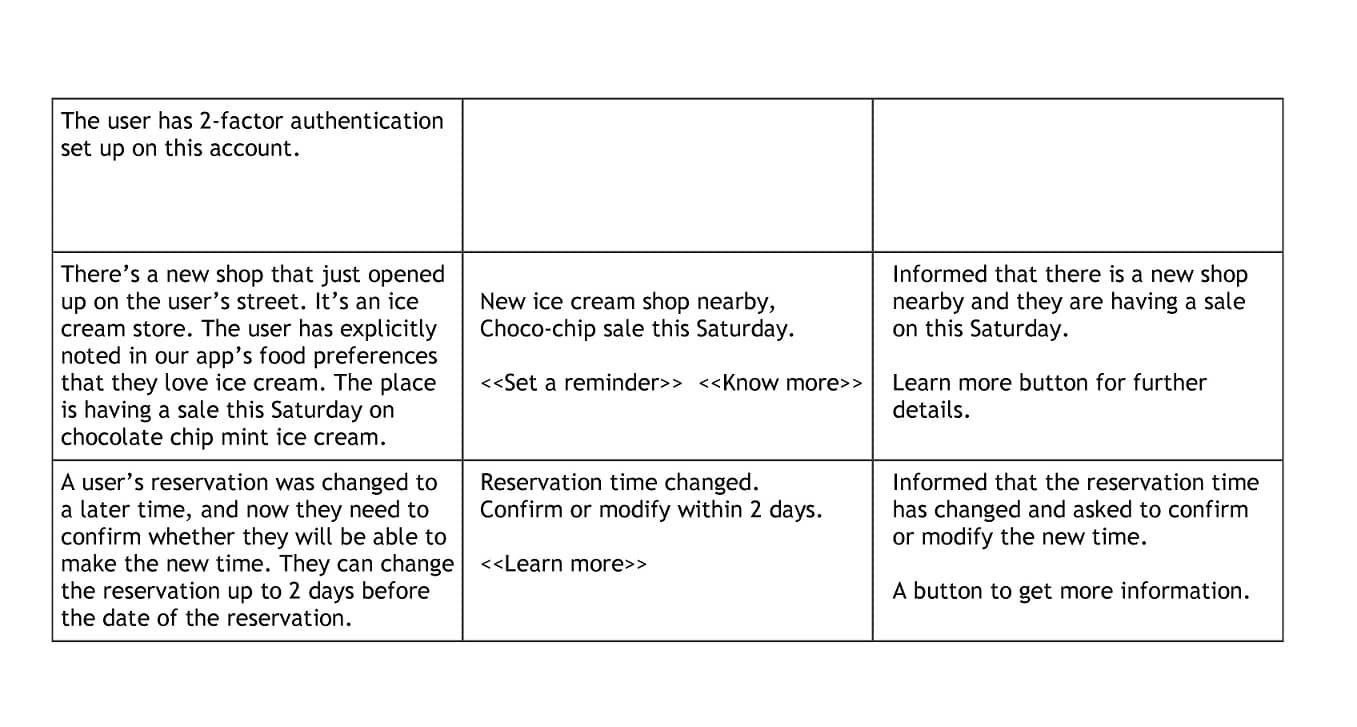 The user has 2-factor authentication
set up on this account.
There’s a new shop that just opened
up on the user’s street. It’s an ice
cream store. The user has explicitly
noted in our app’s food preferences
that they love ice cream. The place
is having a sale this Saturday on
chocolate chip mint ice cream.
New ice cream shop nearby,
Choco-chip sale this Saturday.
<<Set a reminder>> <<Know more>>
Informed that there is a new shop
nearby and they are having a sale
on this Saturday.
Learn more button for further
details.
A user’s reservation was changed to
a later time, and now they need to
confirm whether they will be able to
make the new time. They can change
the reservation up to 2 days before
the date of the reservation.
Reservation time changed.
Confirm or modify within 2 days.
<<Learn more>>
Informed that the reservation time
has changed and asked to confirm
or modify the new time.
A button to get more information.